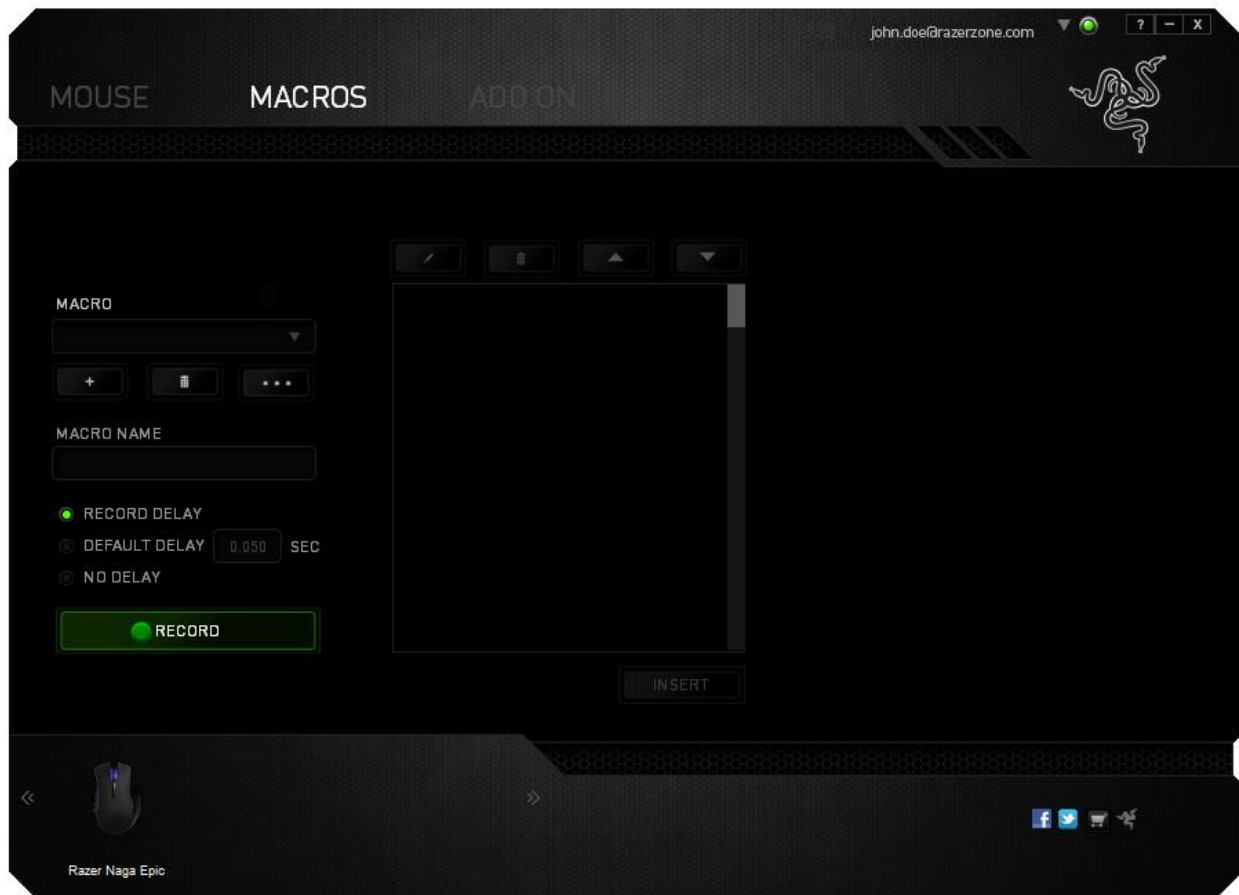 john.doe@razerzone.com
? – X
MOUSE MACROS ADD ON
MACRO
MACRO NAME
RECORD DELAY
DEFAULT DELAY 0.050 SEC
NO DELAY
RECORD
INSERT
Razer Naga Epic